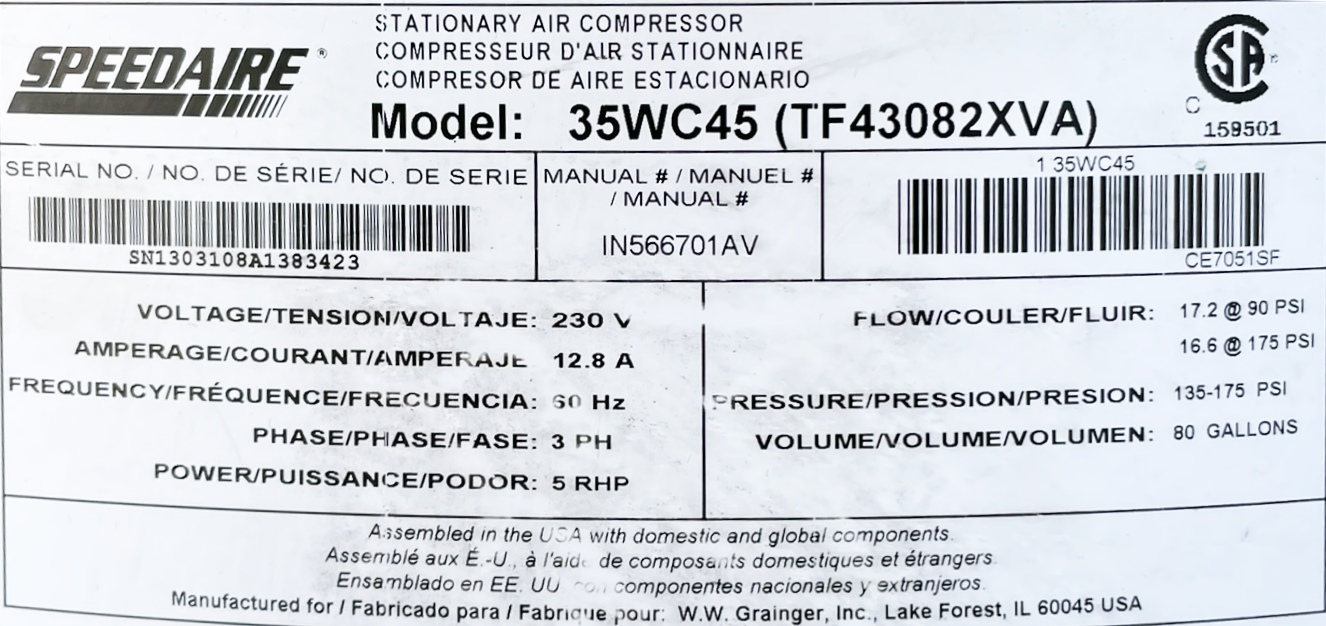 SPEEDAIRE®
STATIONARY AIR COMPRESSOR
COMPRESSEUR D'AIR STATIONNAIRE
COMPRESOR DE AIRE ESTACIONARIO
Model: 35WC45 (TF43082XVA)
CSA
C
159501
SERIAL NO. / NO. DE SÉRIE/ NO. DE SERIE
SN1303108A1383423
MANUAL # / MANUEL #
/ MANUAL #
IN566701AV
1 35WC45
CE7051SF
VOLTAGE/TENSION/VOLTAJE: 230 V
AMPERAGE/COURANT/AMPERAJE 12.8 A
FREQUENCY/FRÉQUENCE/FRECUENCIA: 60 Hz
PHASE/PHASE/FASE: 3 PH
POWER/PUISSANCE/PODOR: 5 RHP
FLOW/COULER/FLUIR: 17.2 @ 90 PSI
16.6 @ 175 PSI
PRESSURE/PRESSION/PRESION: 135-175 PSI
VOLUME/VOLUME/VOLUMEN: 80 GALLONS
Assembled in the USA with domestic and global components.
Assemblé aux É.-U., à l'aide de composants domestiques et étrangers.
Ensamblado en EE. UU. con componentes nacionales y extranjeros.
Manufactured for / Fabricado para / Fabrique pour: W.W. Grainger, Inc., Lake Forest, IL 60045 USA